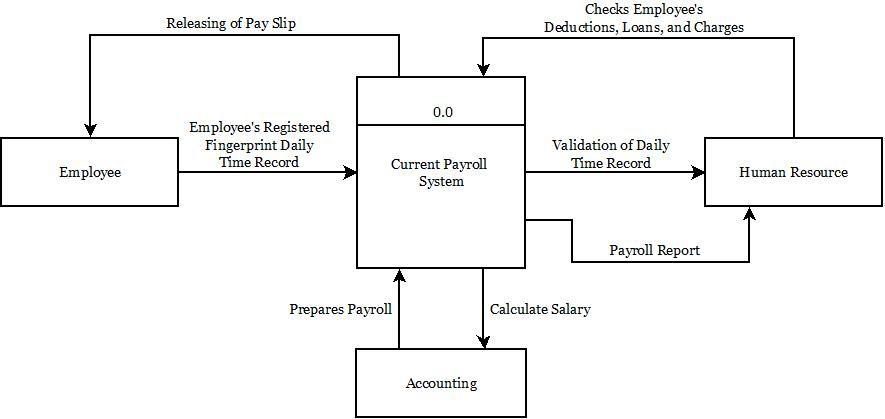 Releasing of Pay Slip
Checks Employee's
Deductions, Loans, and Charges
0.0
Employee's Registered
Fingerprint Daily
Time Record
Validation of Daily
Time Record
Employee
Current Payroll
System
Human Resource
Payroll Report
Prepares Payroll
Calculate Salary
Accounting